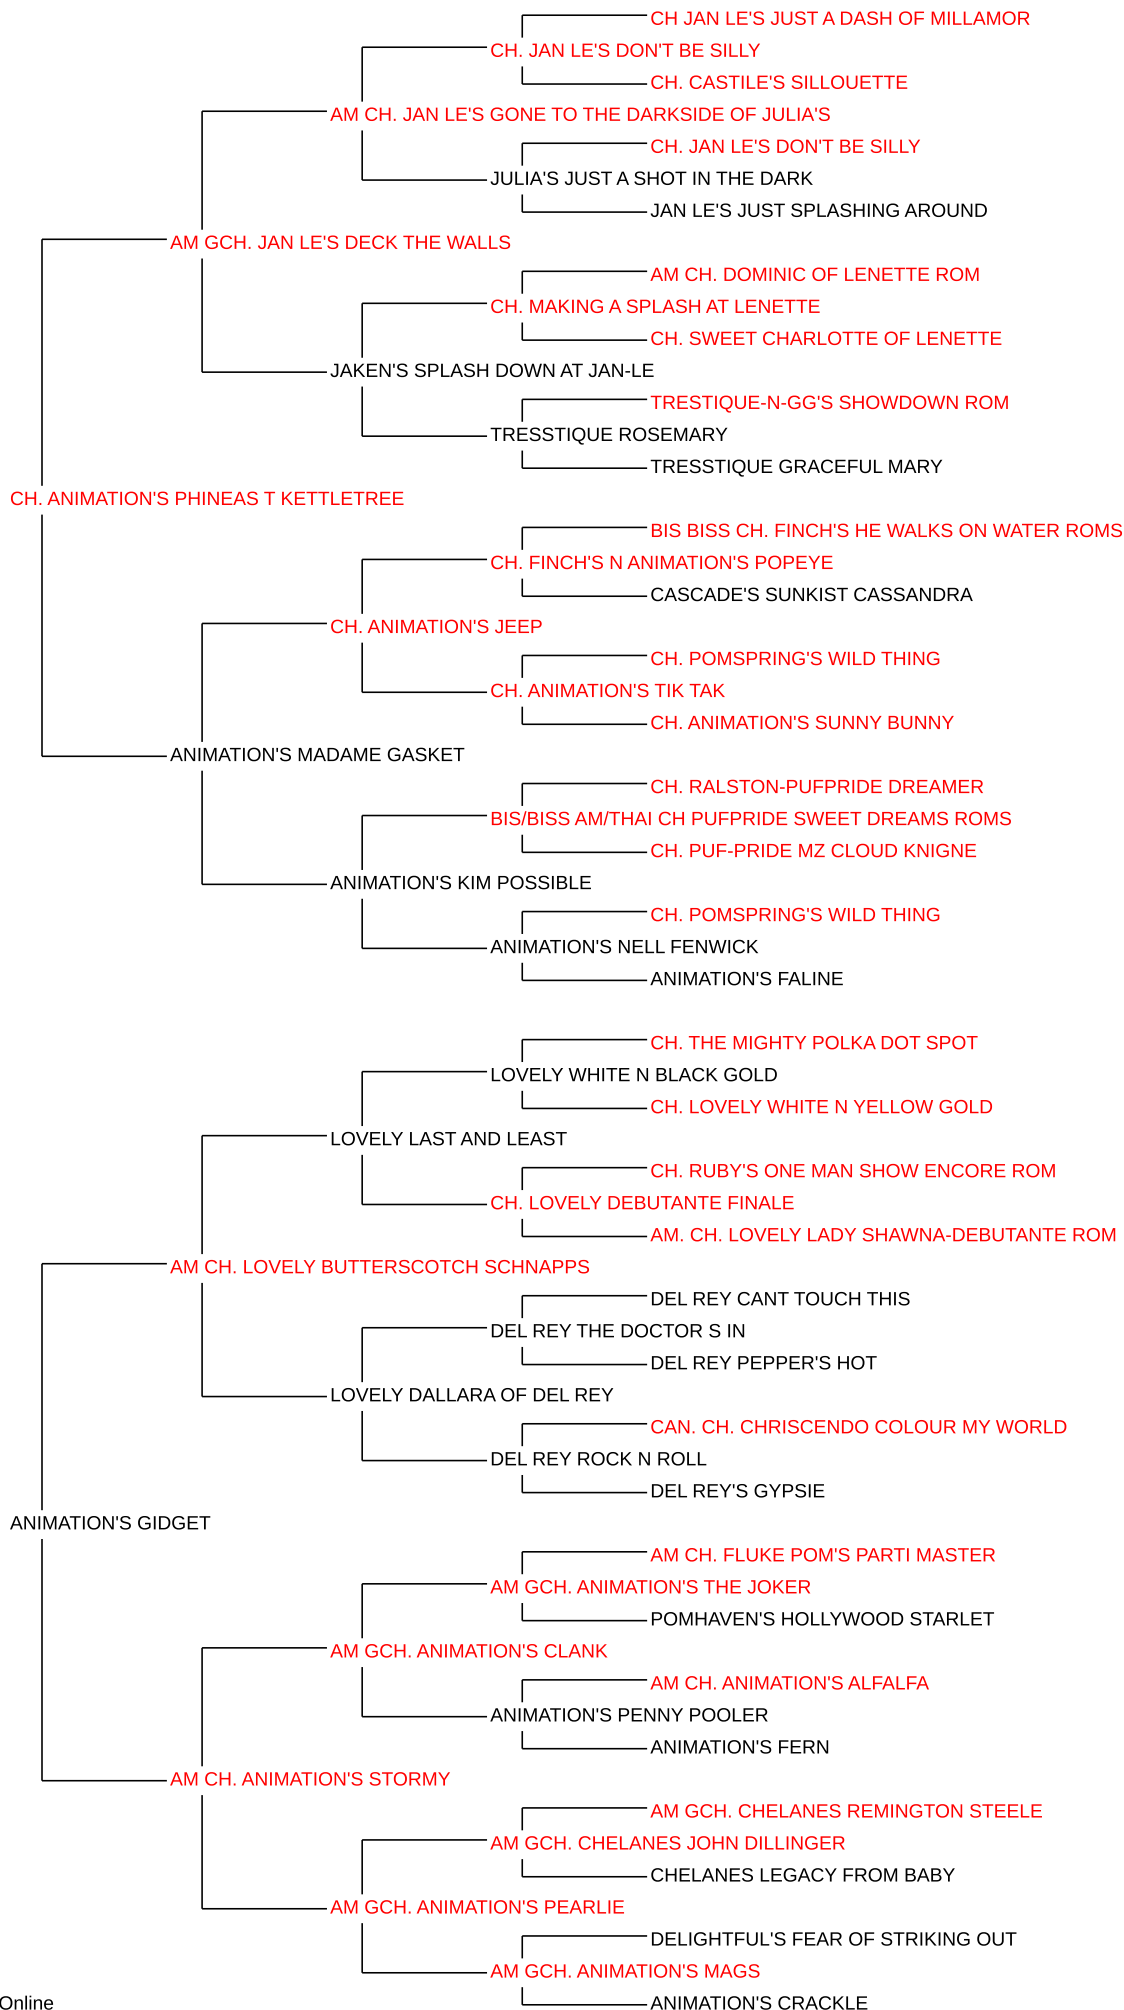 CH JAN LE'S JUST A DASH OF MILLAMOR
CH. JAN LE'S DON'T BE SILLY
CH. CASTILE'S SILLOUETTE
AM CH. JAN LE'S GONE TO THE DARKSIDE OF JULIA'S
CH. JAN LE'S DON'T BE SILLY
JULIA'S JUST A SHOT IN THE DARK
JAN LE'S JUST SPLASHING AROUND
AM GCH. JAN LE'S DECK THE WALLS
AM CH. DOMINIC OF LENETTE ROM
CH. MAKING A SPLASH AT LENETTE
CH. SWEET CHARLOTTE OF LENETTE
JAKEN'S SPLASH DOWN AT JAN-LE
TRESTIQUE-N-GG'S SHOWDOWN ROM
TRESSTIQUE ROSEMARY
TRESSTIQUE GRACEFUL MARY
CH. ANIMATION'S PHINEAS T KETTLETREE
BIS BISS CH. FINCH'S HE WALKS ON WATER ROMS
CH. FINCH'S N ANIMATION'S POPEYE
CASCADE'S SUNKIST CASSANDRA
CH. ANIMATION'S JEEP
CH. POMSPRING'S WILD THING
CH. ANIMATION'S TIK TAK
CH. ANIMATION'S SUNNY BUNNY
ANIMATION'S MADAME GASKET
CH. RALSTON-PUFPRIDE DREAMER
BIS/BISS AM/THAI CH PUFPRIDE SWEET DREAMS ROMS
CH. PUF-PRIDE MZ CLOUD KNIGNE
ANIMATION'S KIM POSSIBLE
CH. POMSPRING'S WILD THING
ANIMATION'S NELL FENWICK
ANIMATION'S FALINE
CH. THE MIGHTY POLKA DOT SPOT
LOVELY WHITE N BLACK GOLD
CH. LOVELY WHITE N YELLOW GOLD
LOVELY LAST AND LEAST
CH. RUBY'S ONE MAN SHOW ENCORE ROM
CH. LOVELY DEBUTANTE FINALE
AM. CH. LOVELY LADY SHAWNA-DEBUTANTE ROM
AM CH. LOVELY BUTTERSCOTCH SCHNAPPS
DEL REY CANT TOUCH THIS
DEL REY THE DOCTOR S IN
DEL REY PEPPER'S HOT
LOVELY DALLARA OF DEL REY
CAN. CH. CHRISCENDO COLOUR MY WORLD
DEL REY ROCK N ROLL
DEL REY'S GYPSIE
ANIMATION'S GIDGET
AM CH. FLUKE POM'S PARTI MASTER
AM GCH. ANIMATION'S THE JOKER
POMHAVEN'S HOLLYWOOD STARLET
AM GCH. ANIMATION'S CLANK
AM CH. ANIMATION'S ALFALFA
ANIMATION'S PENNY POOLER
ANIMATION'S FERN
AM CH. ANIMATION'S STORMY
AM GCH. CHELANES REMINGTON STEELE
AM GCH. CHELANES JOHN DILLINGER
CHELANES LEGACY FROM BABY
AM GCH. ANIMATION'S PEARLIE
DELIGHTFUL'S FEAR OF STRIKING OUT
AM GCH. ANIMATION'S MAGS
ANIMATION'S CRACKLE
Online